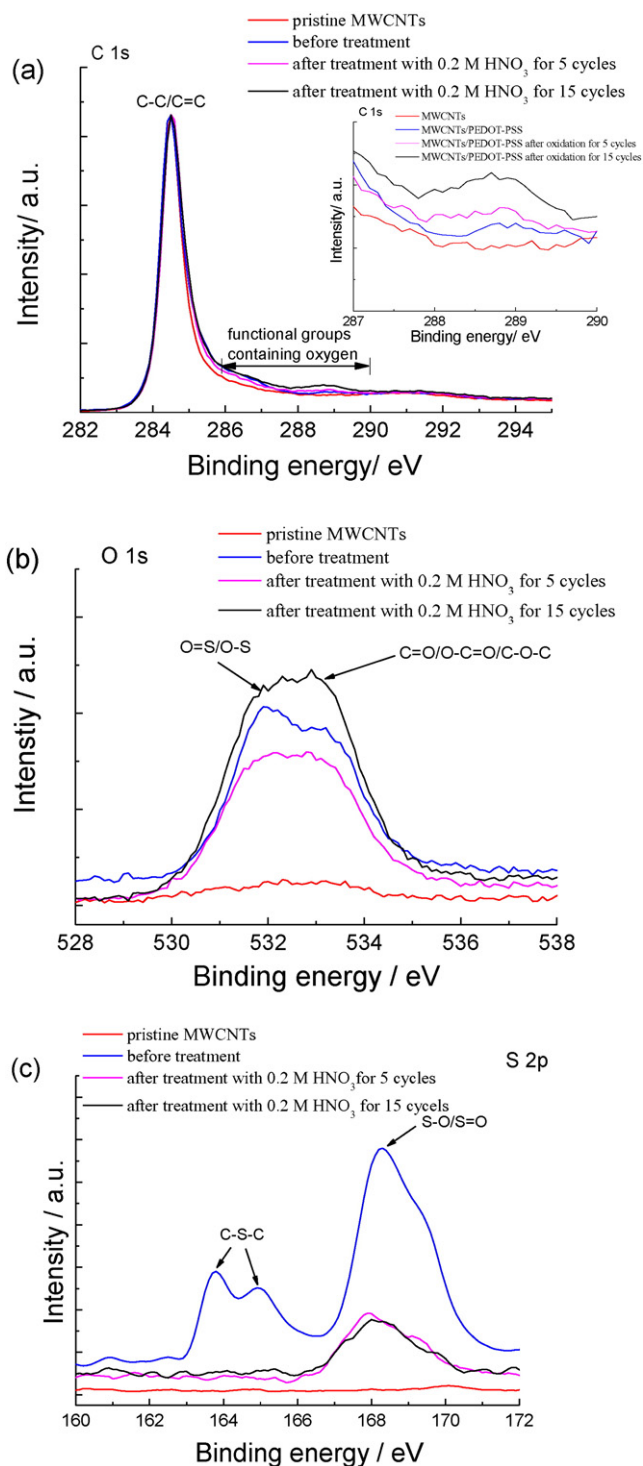 pristine MWCNTs
before treatment
after treatment with 0.2 M HNO3 for 5 cycles
after treatment with 0.2 M HNO3 for 15 cycles
(a)
C 1s
C-C/C=C
C 1s
MWCNTs
MWCNTs/PEDOT-PSS
MWCNTs/PEDOT-PSS after oxidation for 5 cycles
MWCNTs/PEDOT-PSS after oxidation for 15 cycles
Intensity/ a.u.
287 288 289 290
Binding energy/ eV
functional groups
containing oxygen
Intensity/ a.u.
282 284 286 288 290 292 294
Binding energy/ eV
(b)
O 1s
pristine MWCNTs
before treatment
after treatment with 0.2 M HNO3 for 5 cycles
after treatment with 0.2 M HNO3 for 15 cycles
O=S/O-S
C=O/O-C=O/C-O-C
Intenstiy / a.u.
528 530 532 534 536 538
Binding energy / eV
pristine MWCNTs
before treatment
(c)
S 2p
after treatment with 0.2 M HNO3for 5 cycles
after treatment with 0.2 M HNO3 for 15 cycels
S-O/S=O
C-S-C
Intensity / a.u.
160 162 164 166 168 170 172
Binding energy / eV